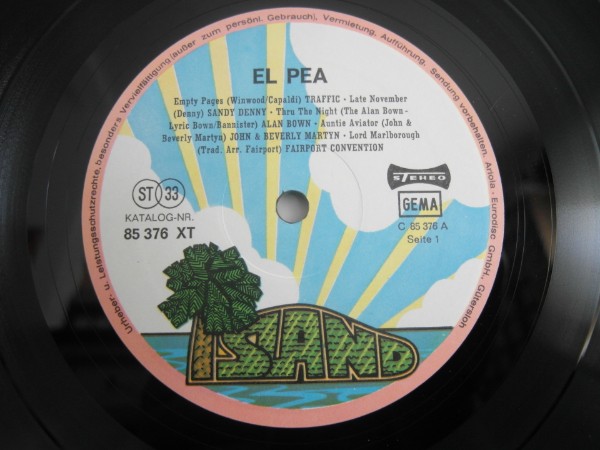 Urheber- u. Leistungsschutzrechte, besonders Vervielfältigung (außer zum persönl. Gebrauch), Vermietung, Aufführung, Sendung vorbehalten. Ariola - Eurodisc GmbH., Gütersloh
EL PEA
Empty Pages (Winwood/Capaldi) TRAFFIC - Late November
(Denny) SANDY DENNY - Thru Tha Night (The Alan Bown -
Lyric Bown/Bannister) ALAN BOWN - Auntie Aviator (John &
Beverly Martyn) JOHN & BEVERLY MARTYN - Lord Marlborough
(Trad. Arr. Fairport) FAIRPORT CONVENTION
ST 33
STEREO
KATALOG-NR.
85 376 XT
GEMA
C 85 376 A
Seite 1
ISLAND